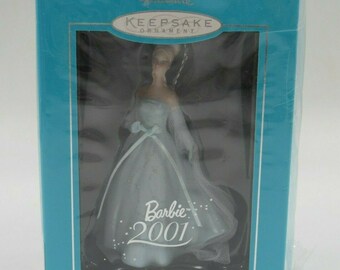 KEEPSAKE
ORNAMENT
Barbie
2001